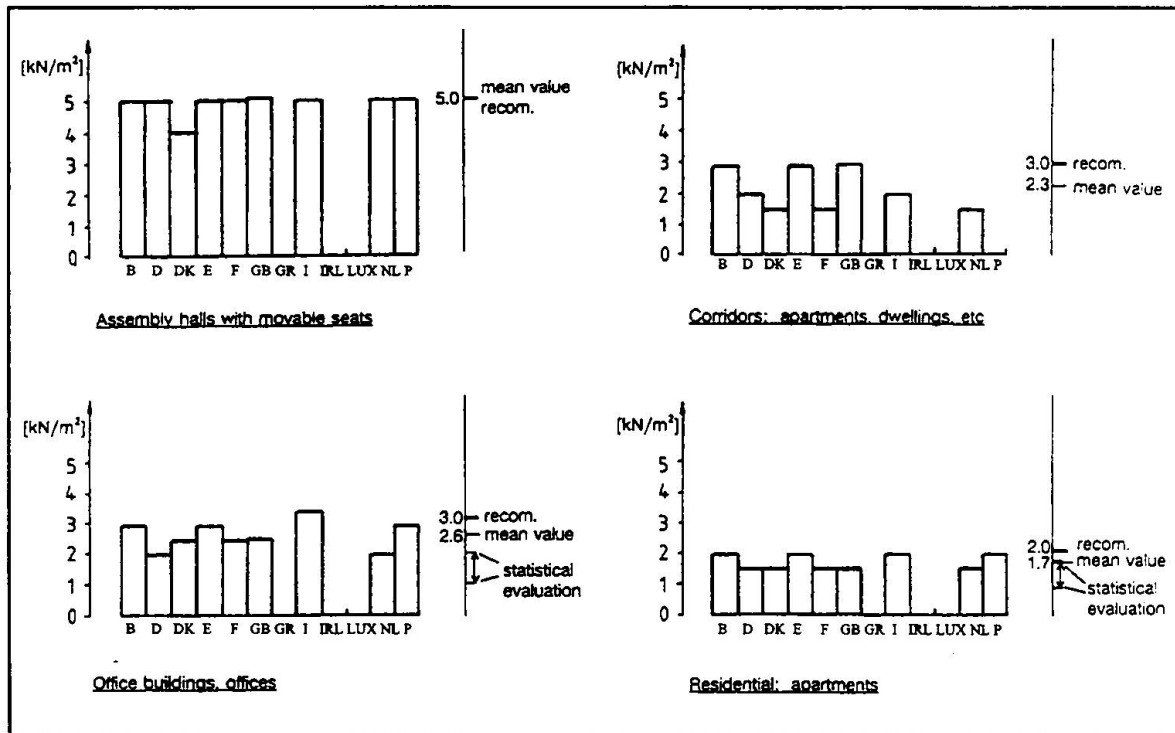 [kN/m²]
5
4
3
2
1
0
B D DK E F GB GR I IRL LUX NL P
5.0 mean value
recom.
Assembly halls with movable seats
[kN/m²]
5
4
3
2
1
0
B D DK E F GB GR I IRL LUX NL P
3.0 recom.
2.3 mean value
Corridors: apartments, dwellings, etc
[kN/m²]
5
4
3
2
1
0
B D DK E F GB GR I IRL LUX NL P
3.0 recom.
2.6 mean value
statistical
evaluation
Office buildings, offices
[kN/m²]
5
4
3
2
1
0
B D DK E F GB GR I IRL LUX NL P
2.0 recom.
1.7 mean value
statistical
evaluation
Residential: apartments